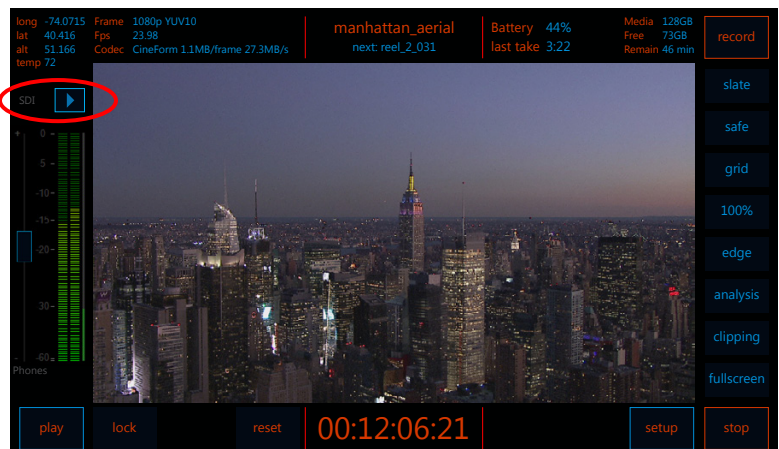 long -74.0715
lat 40.416
alt 51.166
temp 72
Frame 1080p YUV10
Fps 23.98
Codec CineForm 1.1MB/frame 27.3MB/s
manhattan_aerial
next: reel_2_031
Battery 44%
last take 3:22
Media 128GB
Free 73GB
Remain 46 min
record
SDI
slate
safe
grid
100%
edge
analysis
clipping
fullscreen
+ 0 -
5 -
-10-
-15-
-20-
30-
- -60-
Phones
play
lock
reset
00:12:06:21
setup
stop